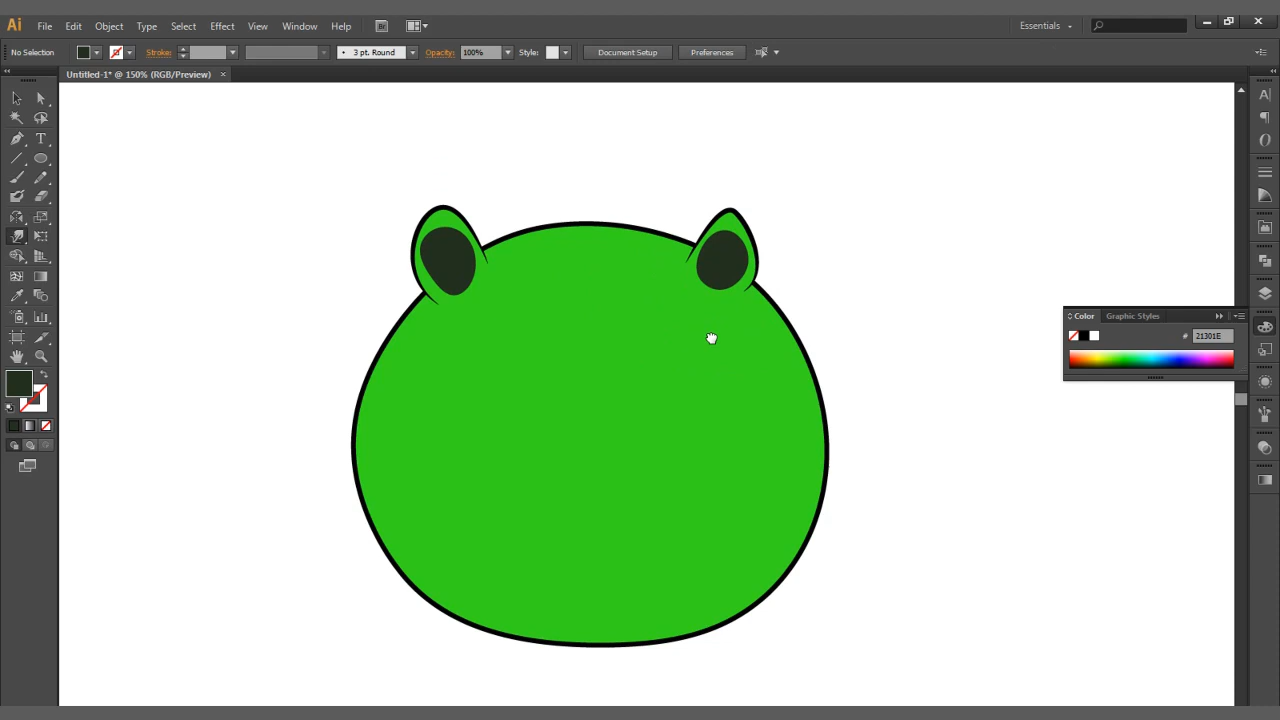 Ai File Edit Object Type Select Effect View Window Help Br Essentials
No Selection Stroke: 3 pt. Round Opacity: 100% Style: Document Setup Preferences
Untitled-1* @ 150% (RGB/Preview) ×
Color Graphic Styles
# 21301E